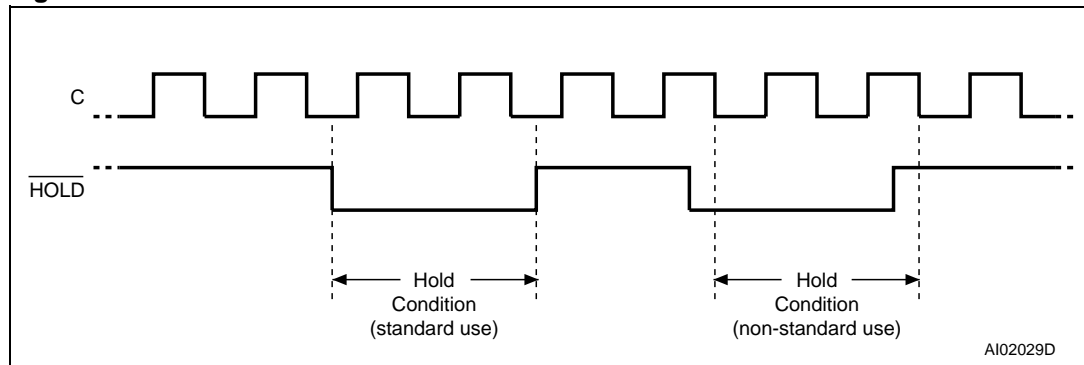 C
HOLD
Hold
Condition
(standard use)
Hold
Condition
(non-standard use)
AI02029D